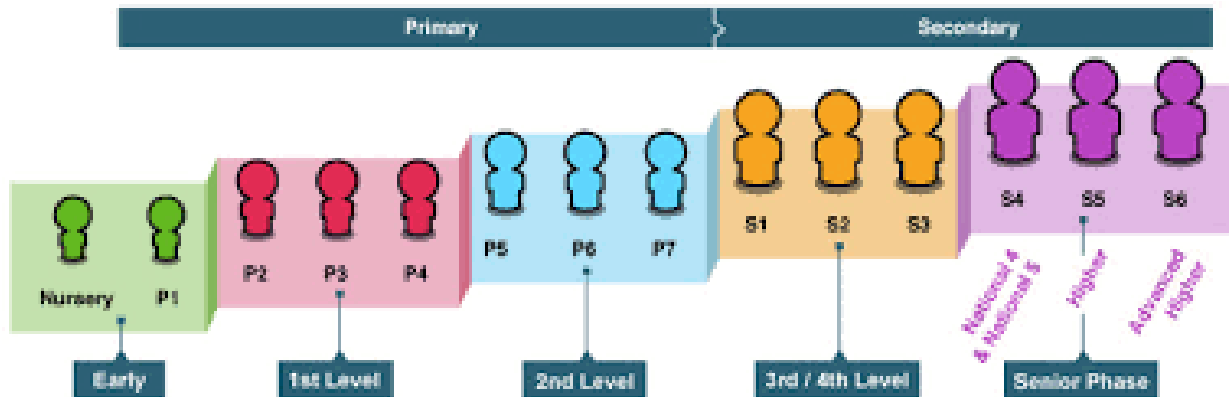 Primary
Secondary
Nursery
P1
P2
P3
P4
P5
P6
P7
S1
S2
S3
S4
S5
S6
National 4
& National 5
Higher
Advanced
Higher
Early
1st Level
2nd Level
3rd / 4th Level
Senior Phase